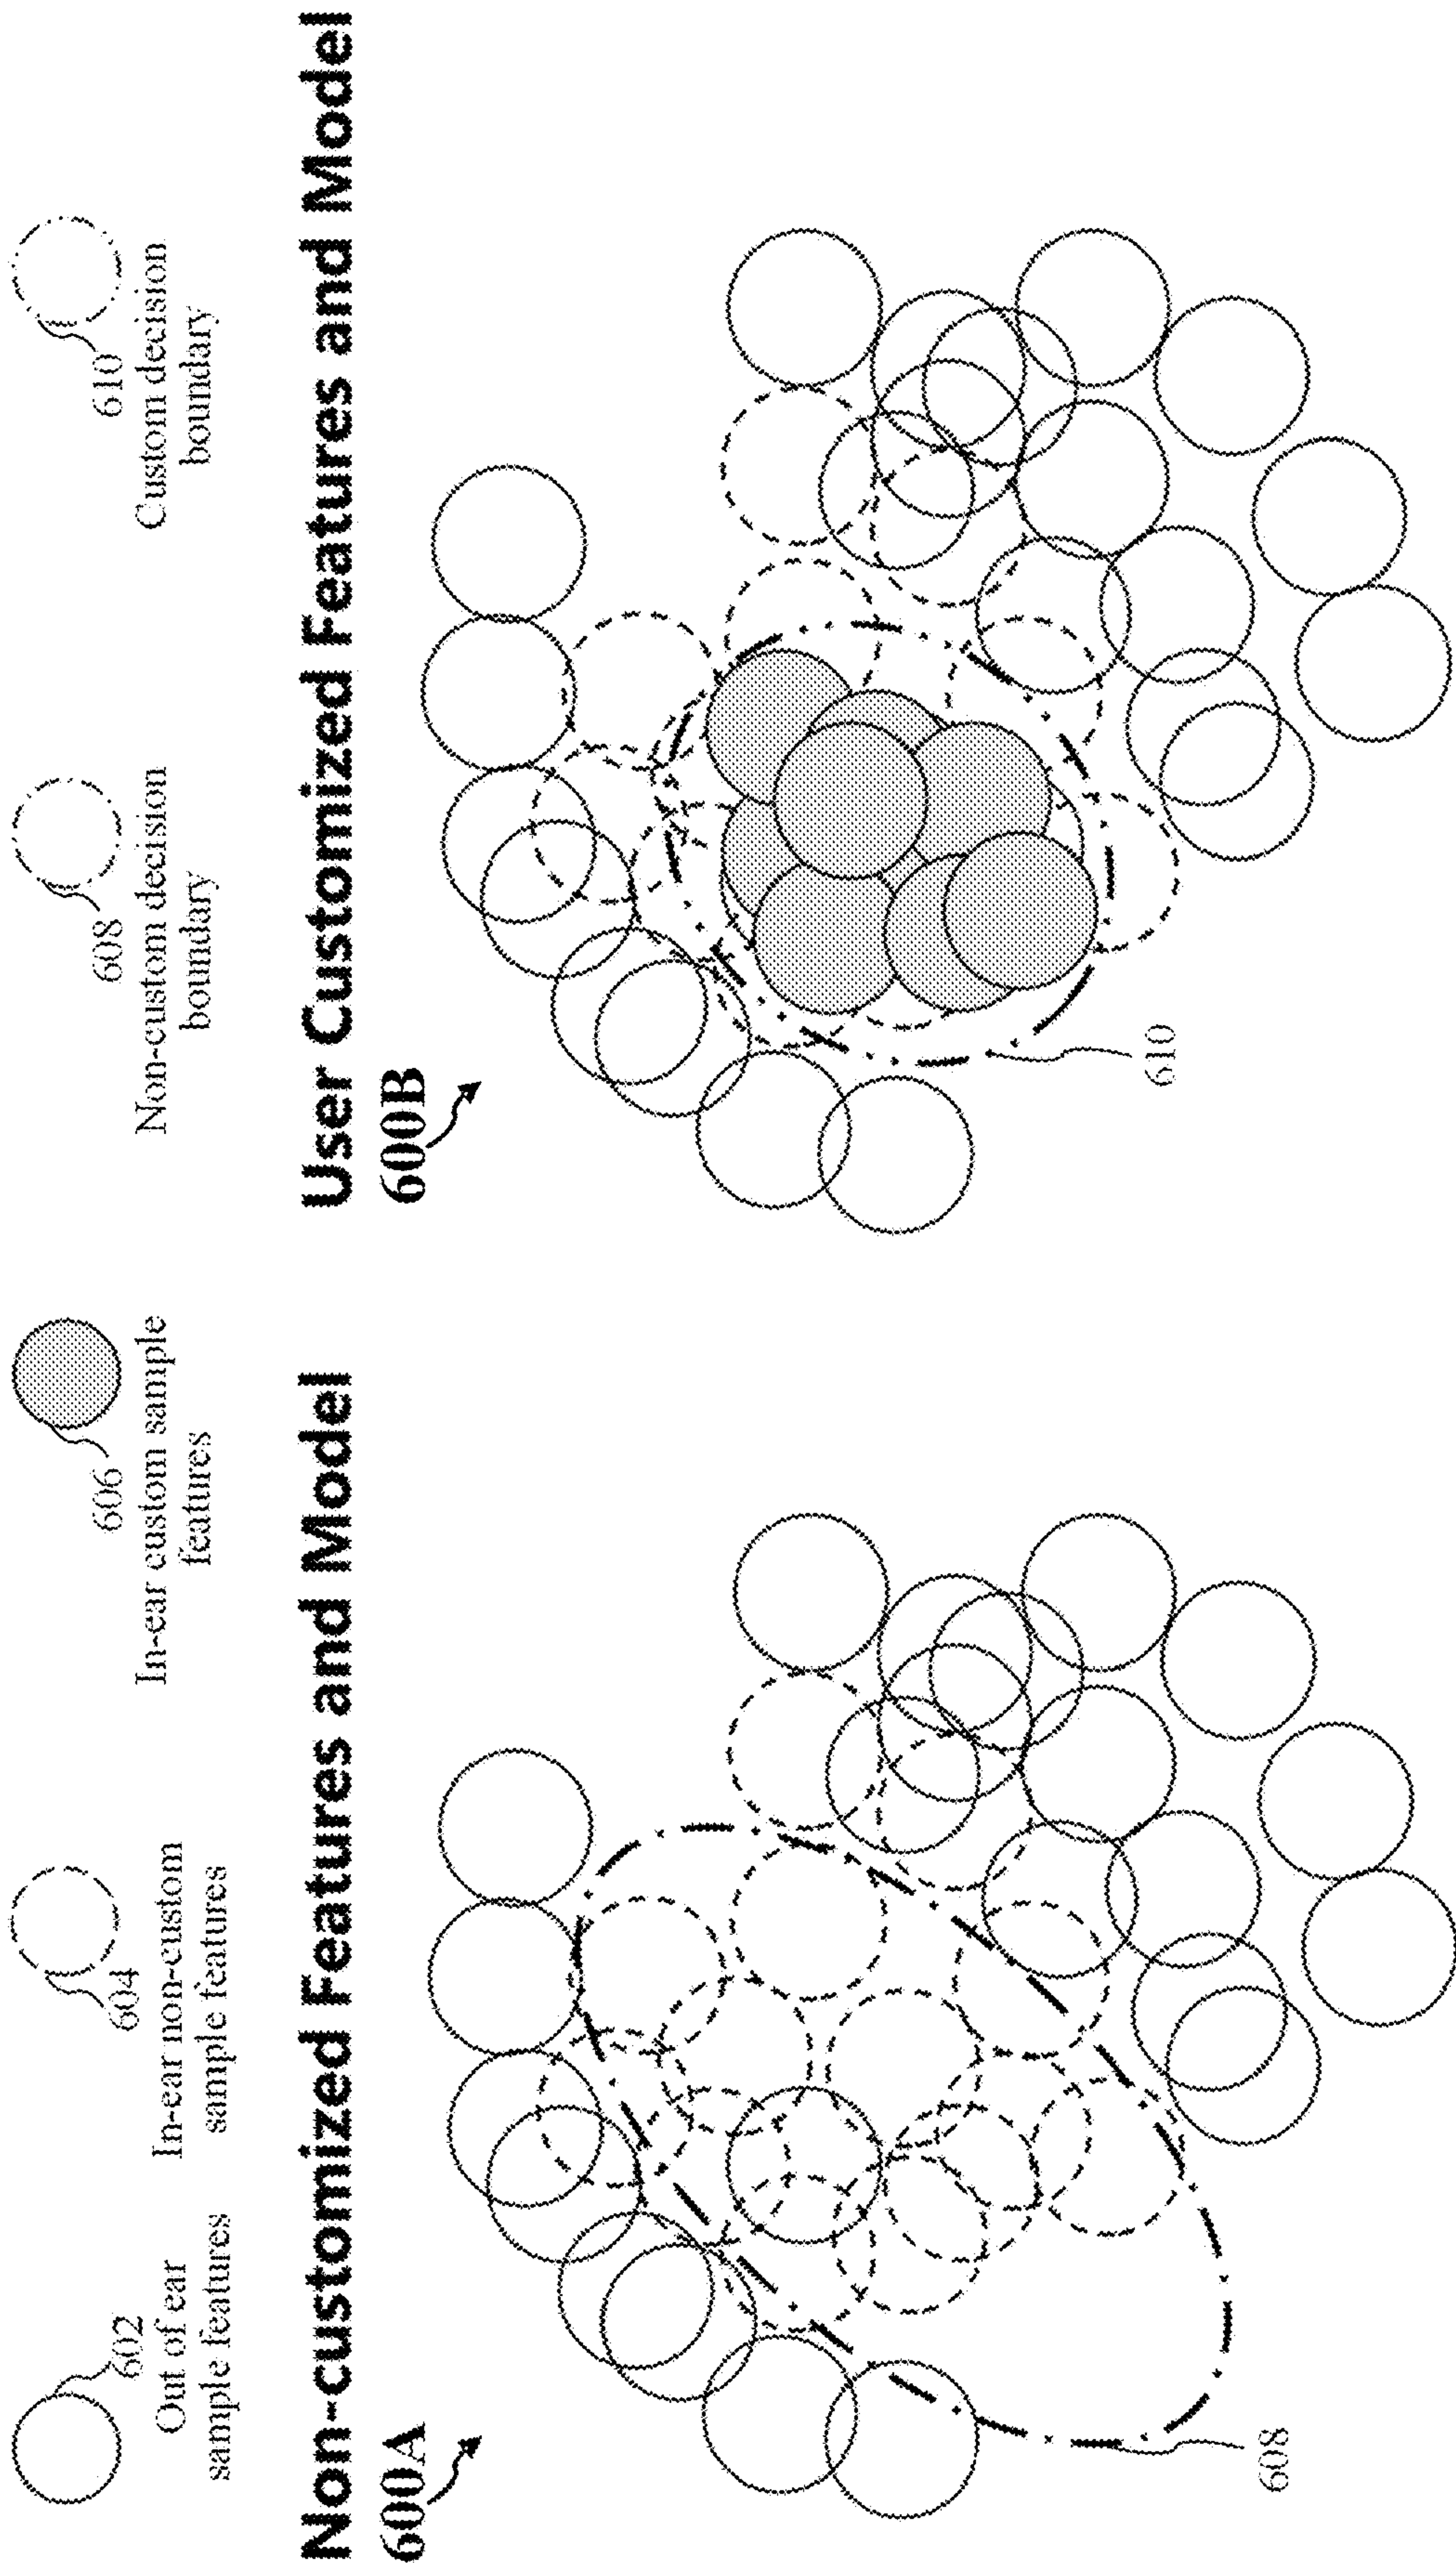 602
Out of ear
sample features
604
In-ear non-custom
sample features
606
In-ear custom sample
features
608
Non-custom decision
boundary
610
Custom decision
boundary
Non-customized Features and Model
600A
608
User Customized Features and Model
600B
610